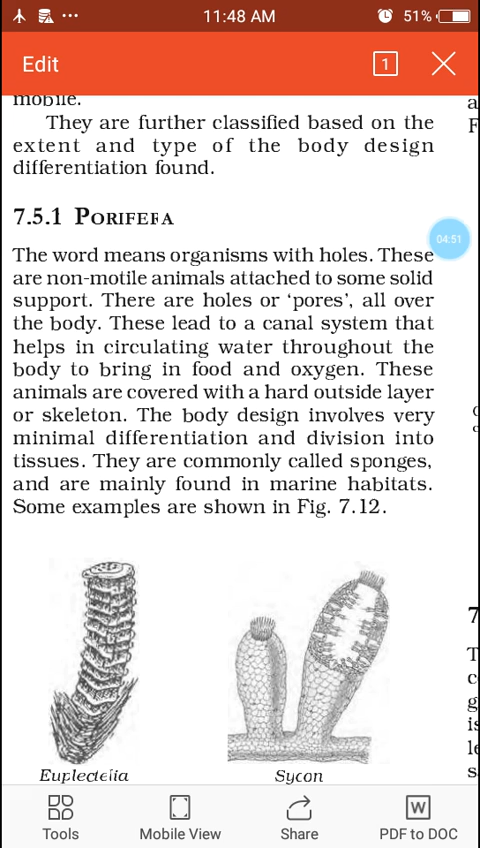 11:48 AM
51%
Edit
1
mobile.
They are further classified based on the
extent and type of the body design
differentiation found.
7.5.1 PORIFERA
The word means organisms with holes. These
are non-motile animals attached to some solid
support. There are holes or ‘pores’, all over
the body. These lead to a canal system that
helps in circulating water throughout the
body to bring in food and oxygen. These
animals are covered with a hard outside layer
or skeleton. The body design involves very
minimal differentiation and division into
tissues. They are commonly called sponges,
and are mainly found in marine habitats.
Some examples are shown in Fig. 7.12.
04:51
Euplectelia
Sycon
Tools
Mobile View
Share
W
PDF to DOC